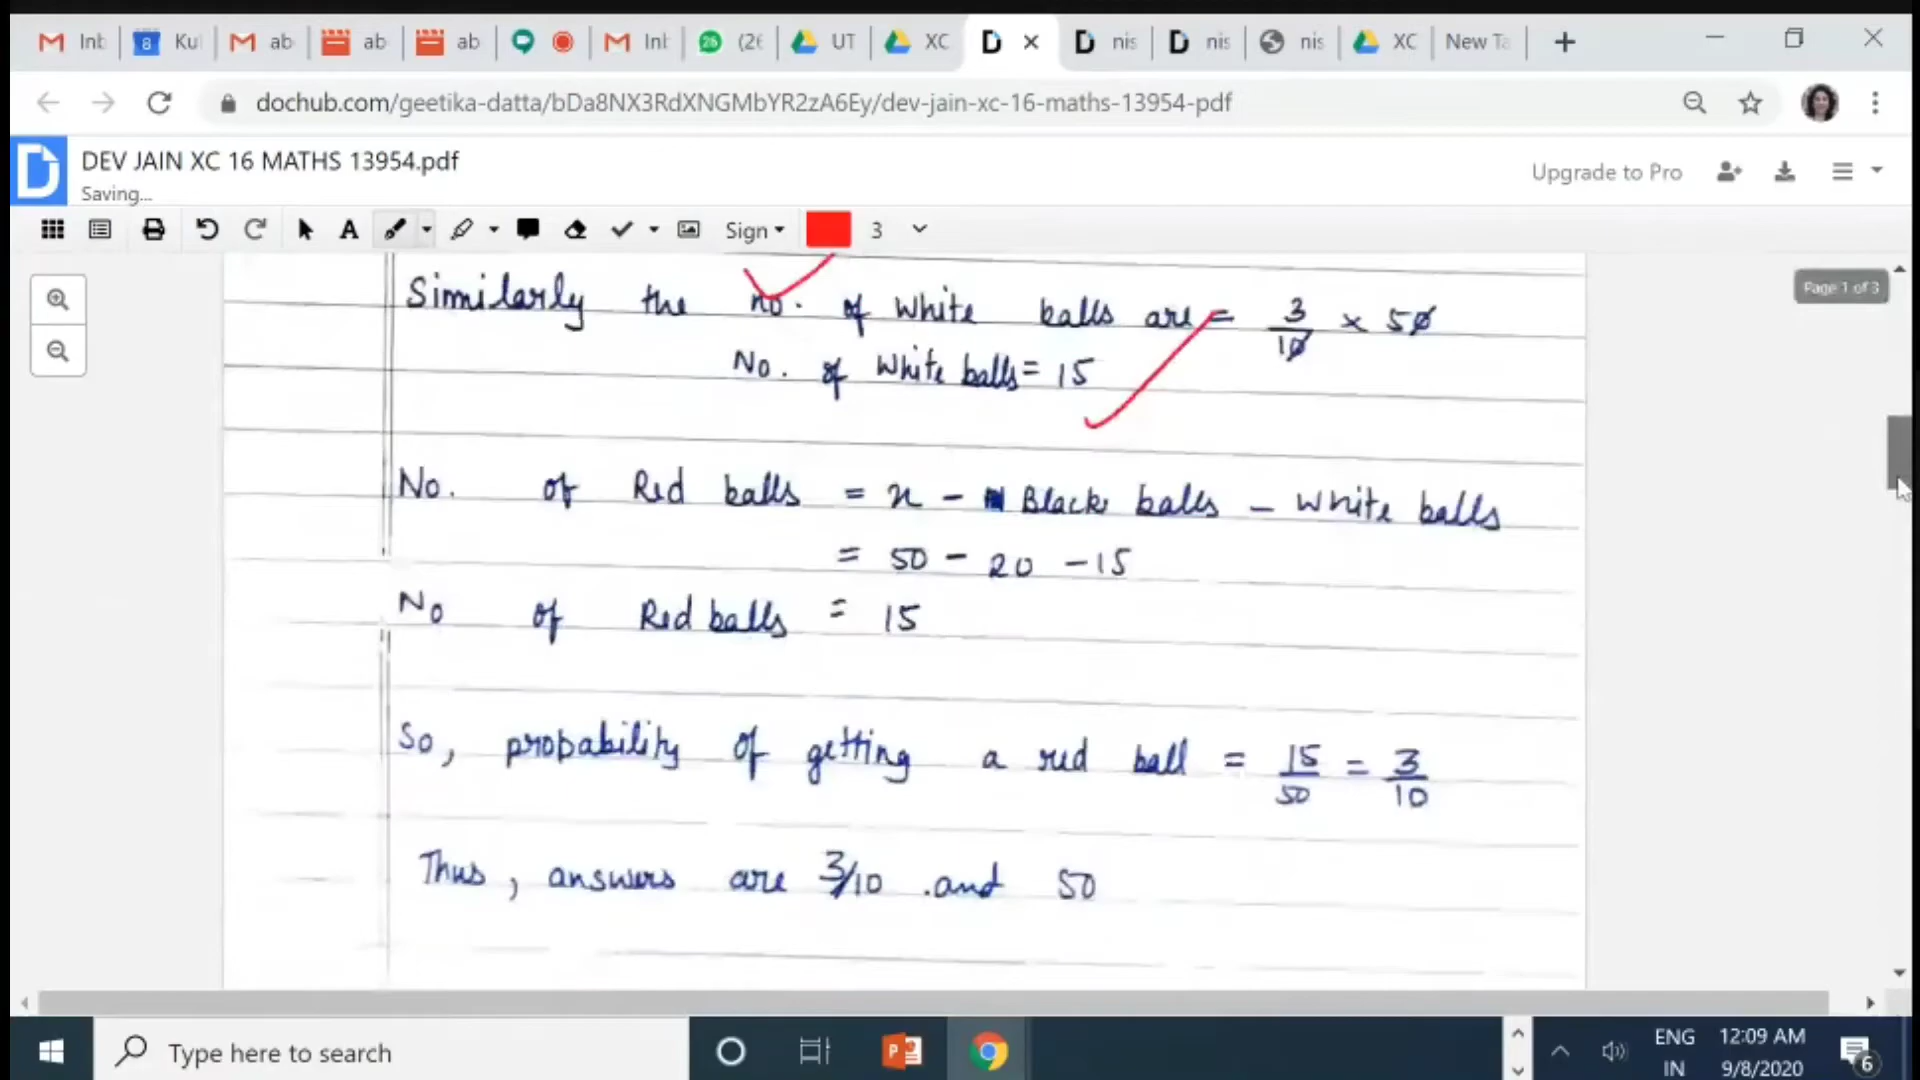 Inb
Ku
ab
ab
ab
Int
(26
UT
XC
nis
nis
nis
XC
New Ta
dochub.com/geetika-datta/bDa8NX3RdXNGMbYR2zA6Ey/dev-jain-xc-16-maths-13954-pdf
DEV JAIN XC 16 MATHS 13954.pdf
Saving...
Upgrade to Pro
Sign
3
Page 1 of 3
Similarly the no. of White balls are = 3/10 × 50
No. of White balls = 15
No. of Red balls = x - Black balls - White balls
= 50 - 20 - 15
No of Red balls = 15
So, probability of getting a red ball = 15/50 = 3/10
Thus, answers are 3/10 .and 50
Type here to search
ENG
IN
12:09 AM
9/8/2020
6